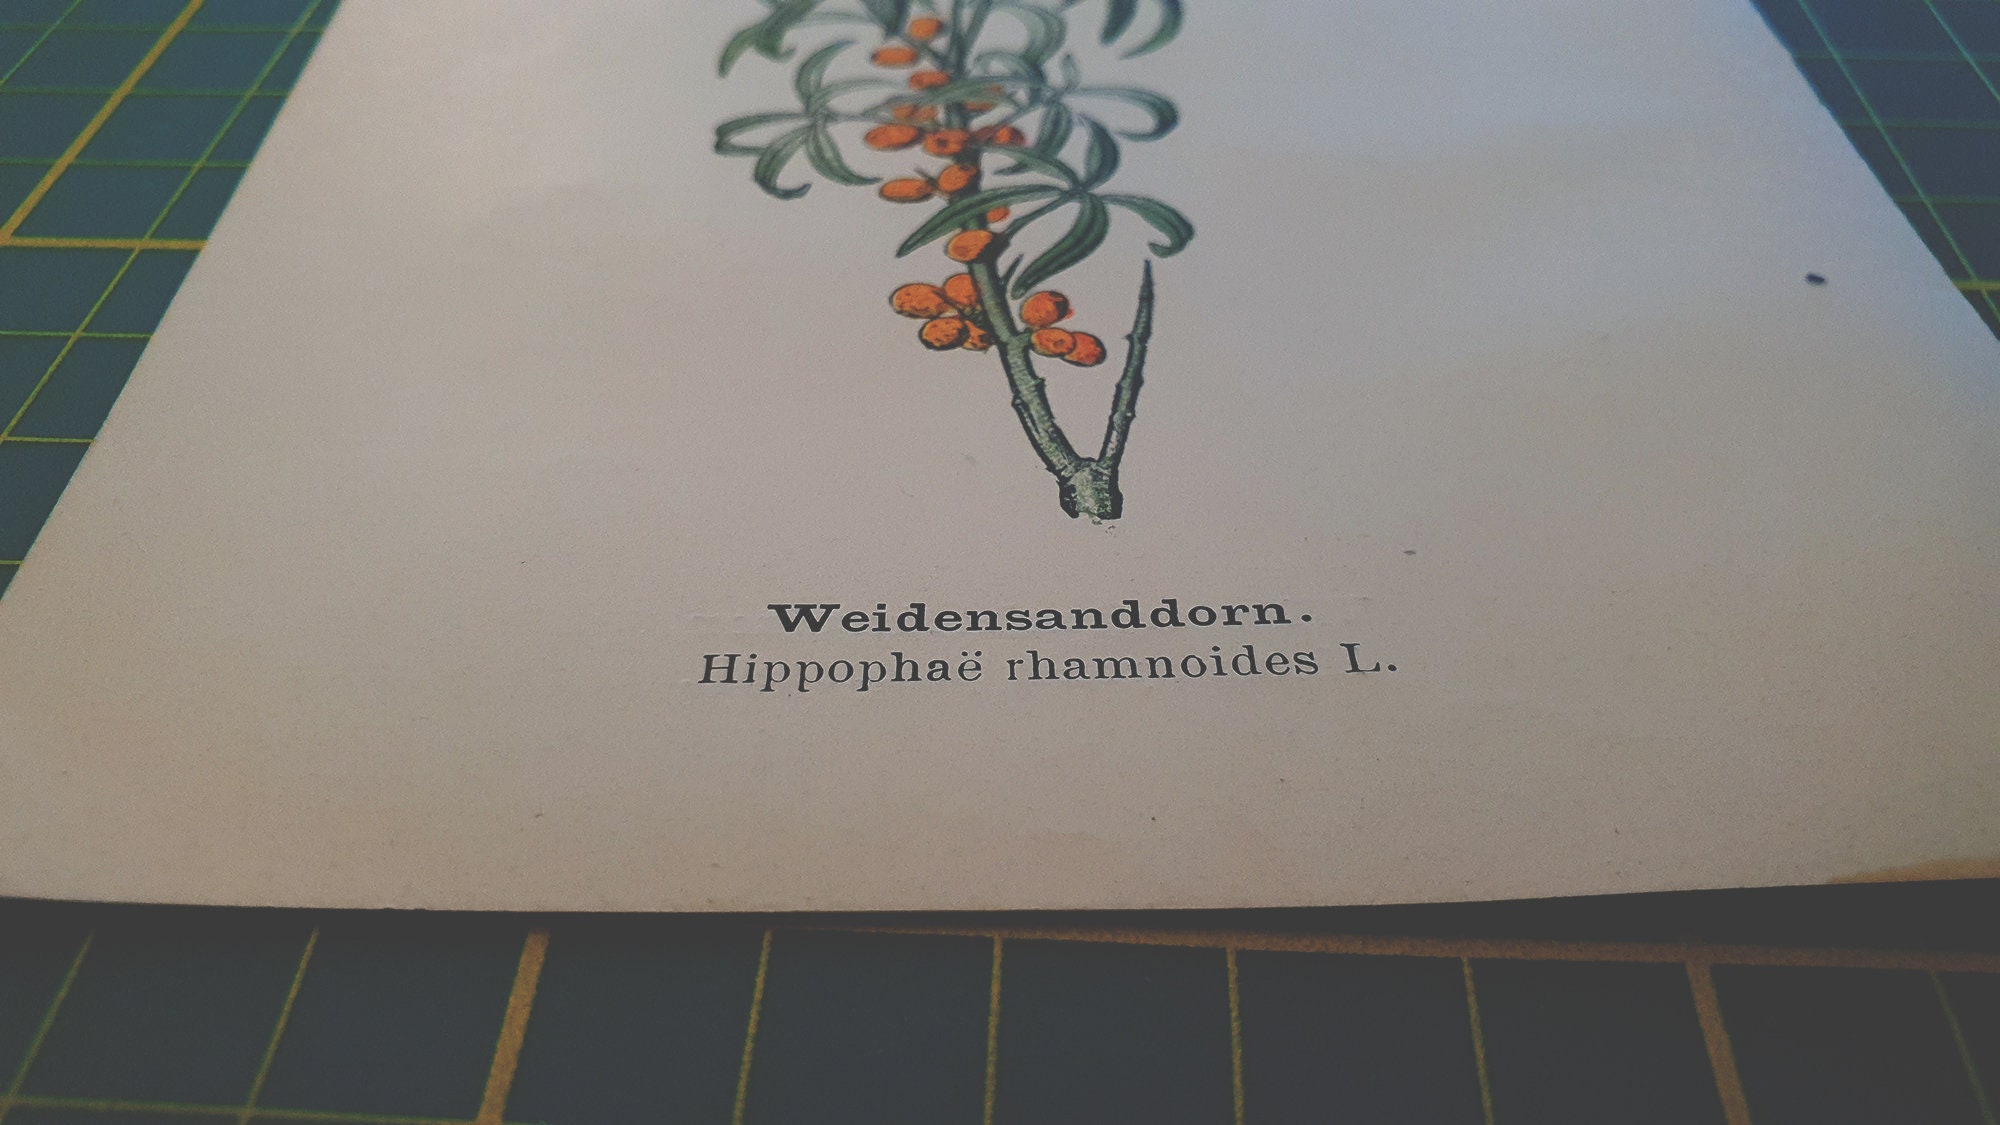 Weidensanddorn.
Hippophaë rhamnoides L.